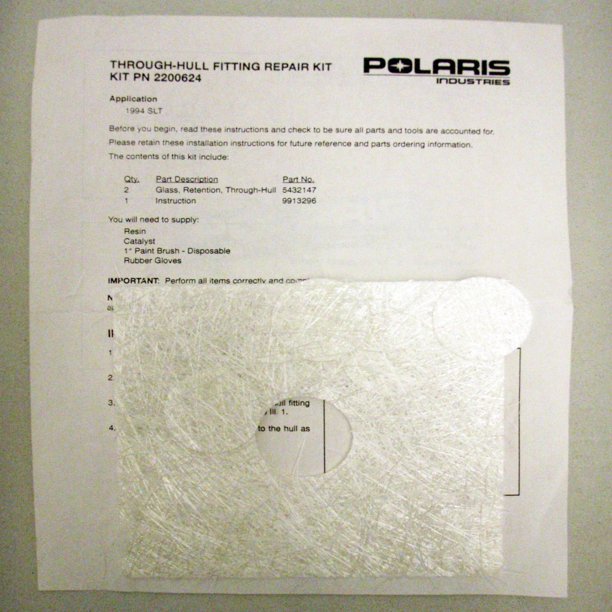 THROUGH-HULL FITTING REPAIR KIT
KIT PN 2200624
POLARIS
INDUSTRIES
Application
1994 SLT
Before you begin, read these instructions and check to be sure all parts and tools are accounted for.
Please retain these installation instructions for future reference and parts ordering information.
The contents of this kit include:
Qty. Part Description Part No.
2 Glass, Retention, Through-Hull 5432147
1 Instruction 9913296
You will need to supply:
Resin
Catalyst
1" Paint Brush - Disposable
Rubber Gloves
IMPORTANT: Perform all items correctly and
1
2.
3. fitting
Ill. 1.
4. to the hull as